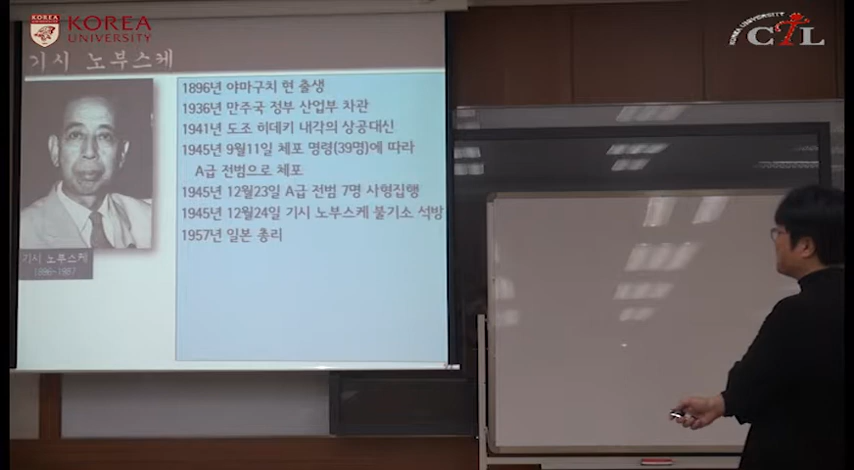 KOREA
KOREA
UNIVERSITY
KOREA UNIVERSITY
CTL
기시 노부스케
1896년 야마구치 현 출생
1936년 만주국 정부 산업부 차관
1941년 도조 히데키 내각의 상공대신
1945년 9월11일 체포 명령(39명)에 따라
A급 전범으로 체포
1945년 12월23일 A급 전범 7명 사형집행
1945년 12월24일 기시 노부스케 불기소 석방
1957년 일본 총리
기시 노부스케
1896~1987